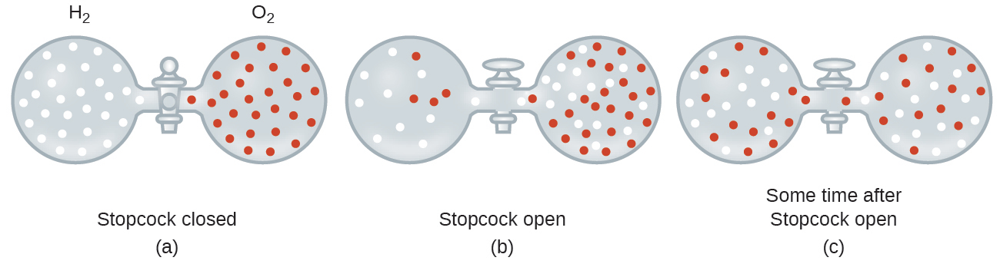 H₂
O₂
Stopcock closed
(a)
Stopcock open
(b)
Some time after
Stopcock open
(c)